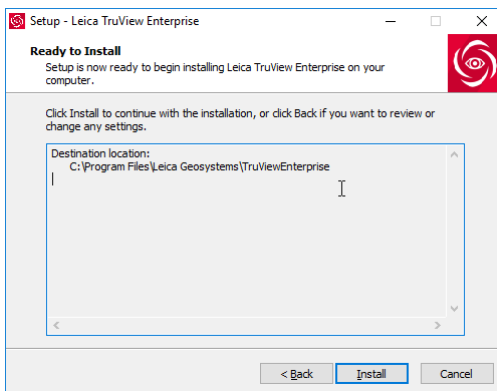 Setup - Leica TruView Enterprise
Ready to Install
Setup is now ready to begin installing Leica TruView Enterprise on your
computer.
Click Install to continue with the installation, or click Back if you want to review or
change any settings.
Destination location:
C:\Program Files\Leica Geosystems\TruViewEnterprise
< Back
Install
Cancel